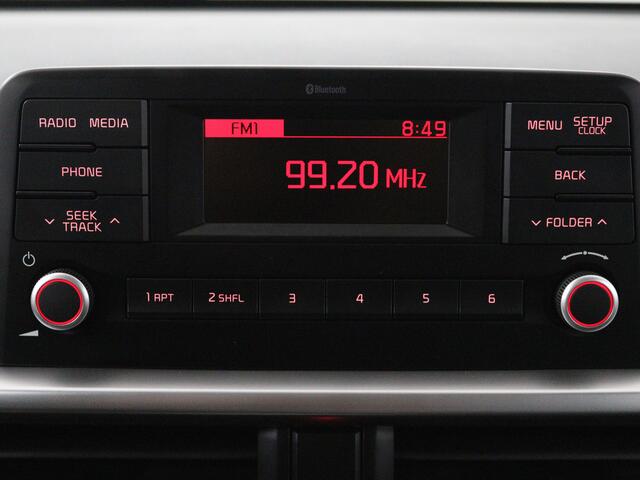 Bluetooth
RADIO MEDIA
FM1 8:49
MENU SETUP
CLOCK
PHONE
99.20 MHz
BACK
SEEK
TRACK
FOLDER
1 RPT 2 SHFL 3 4 5 6